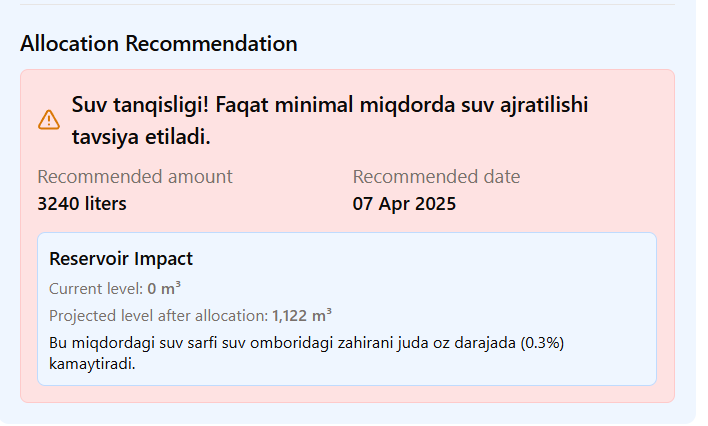 Allocation Recommendation
Suv tanqisligi! Faqat minimal miqdorda suv ajratilishi
tavsiya etiladi.
Recommended amount
Recommended date
3240 liters
07 Apr 2025
Reservoir Impact
Current level: 0 m³
Projected level after allocation: 1,122 m³
Bu miqdordagi suv sarfi suv omboridagi zahirani juda oz darajada (0.3%)
kamaytiradi.